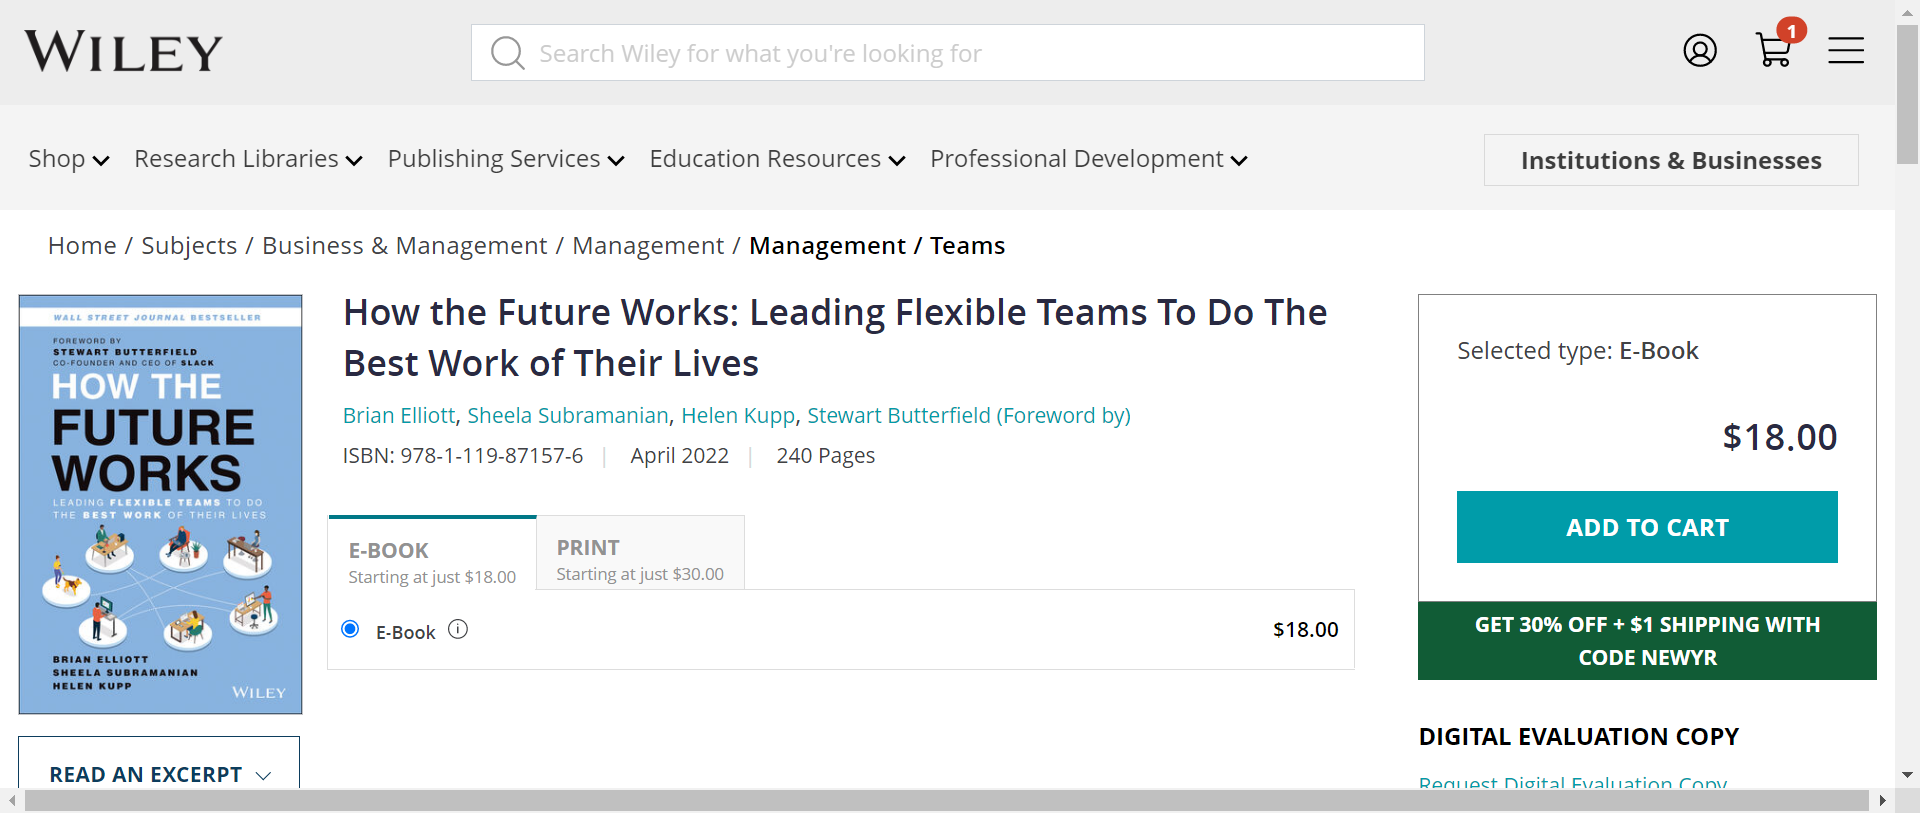 WILEY
Search Wiley for what you're looking for
1
Shop Research Libraries Publishing Services Education Resources Professional Development
Institutions & Businesses
Home / Subjects / Business & Management / Management / Management / Teams
WALL STREET JOURNAL BESTSELLER
FOREWORD BY
STEWART BUTTERFIELD
CO-FOUNDER AND CEO OF SLACK
HOW THE
FUTURE
WORKS
LEADING FLEXIBLE TEAMS TO DO
THE BEST WORK OF THEIR LIVES
BRIAN ELLIOTT
SHEELA SUBRAMANIAN
HELEN KUPP
WILEY
READ AN EXCERPT
How the Future Works: Leading Flexible Teams To Do The
Best Work of Their Lives
Brian Elliott, Sheela Subramanian, Helen Kupp, Stewart Butterfield (Foreword by)
ISBN: 978-1-119-87157-6 | April 2022 | 240 Pages
E-BOOK
Starting at just $18.00
PRINT
Starting at just $30.00
E-Book $18.00
Selected type: E-Book
$18.00
ADD TO CART
GET 30% OFF + $1 SHIPPING WITH
CODE NEWYR
DIGITAL EVALUATION COPY
Request Digital Evaluation Copy